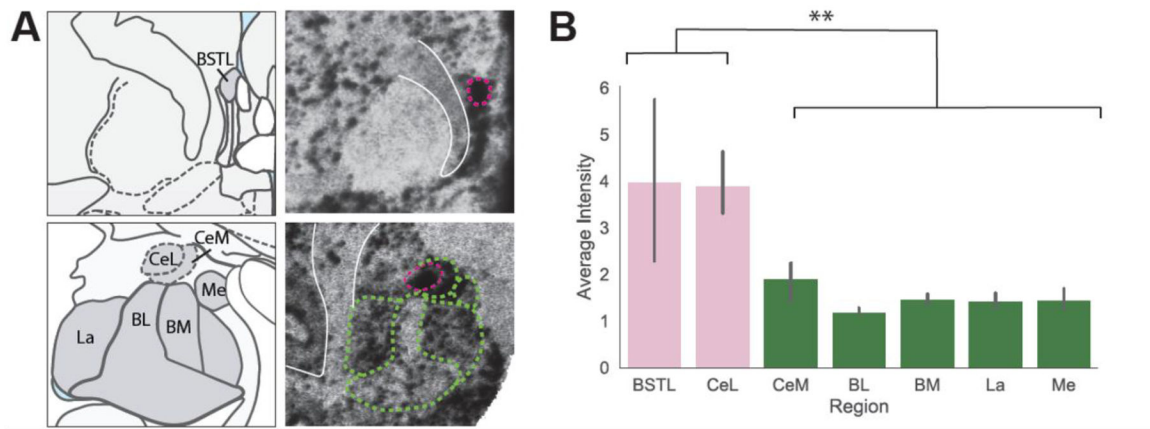 A
BSTL
CeM
CeL
Me
La
BL
BM
B
**
Average Intensity
6
5
4
3
2
1
0
BSTL CeL CeM BL BM La Me
Region